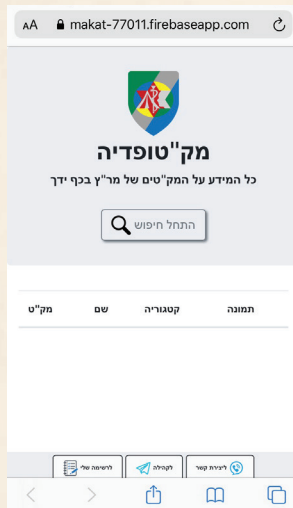 AA makat-77011.firebaseapp.com
מק"טופדיה
כל המידע על המק"טים של מר"ץ בכף ידך
התחל חיפוש
תמונה קטגוריה שם מק"ט
ליצירת קשר לקהילה לרשימה שלי